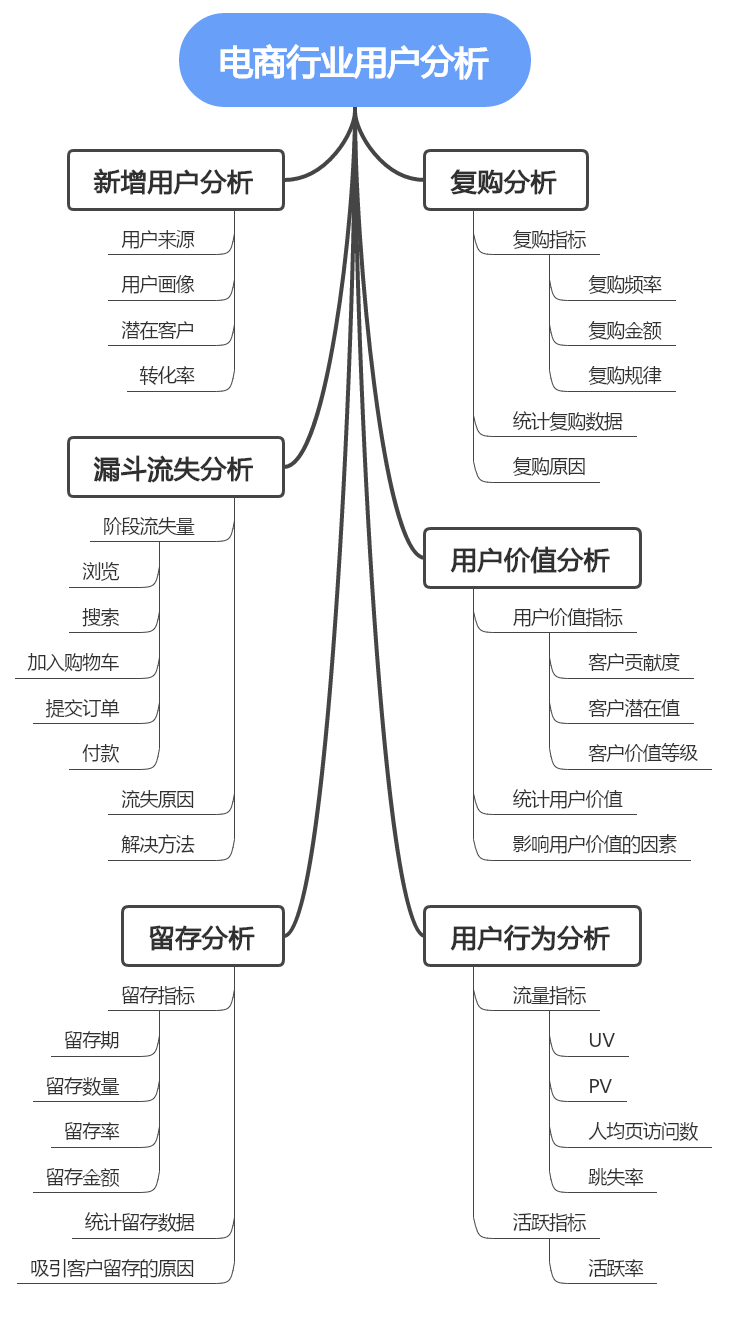 电商行业用户分析
新增用户分析
用户来源
用户画像
潜在客户
转化率
漏斗流失分析
阶段流失量
浏览
搜索
加入购物车
提交订单
付款
流失原因
解决方法
留存分析
留存指标
留存期
留存数量
留存率
留存金额
统计留存数据
吸引客户留存的原因
复购分析
复购指标
复购频率
复购金额
复购规律
统计复购数据
复购原因
用户价值分析
用户价值指标
客户贡献度
客户潜在值
客户价值等级
统计用户价值
影响用户价值的因素
用户行为分析
流量指标
UV
PV
人均页访问数
跳失率
活跃指标
活跃率